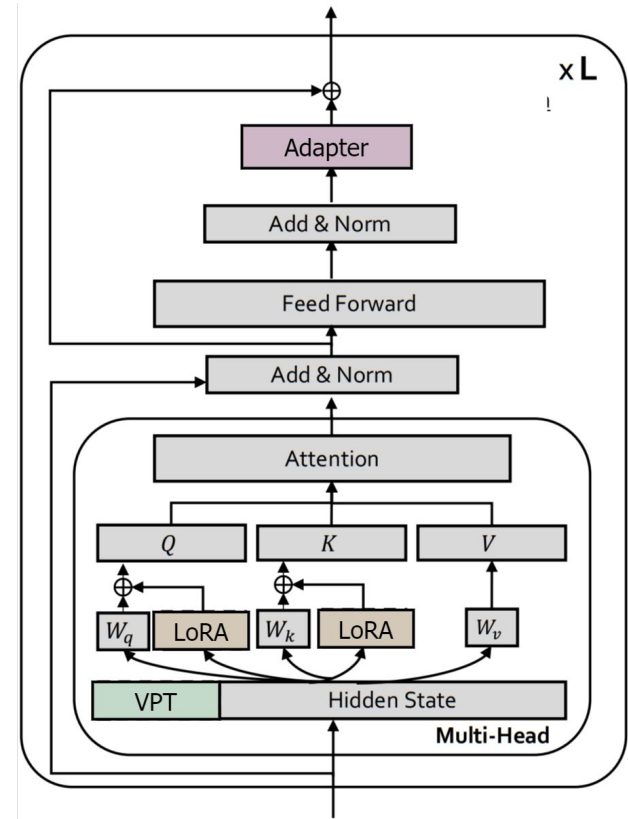 x L
Adapter
Add & Norm
Feed Forward
Add & Norm
Attention
Q K V
W_q LoRA W_k LoRA W_v
VPT Hidden State
Multi-Head